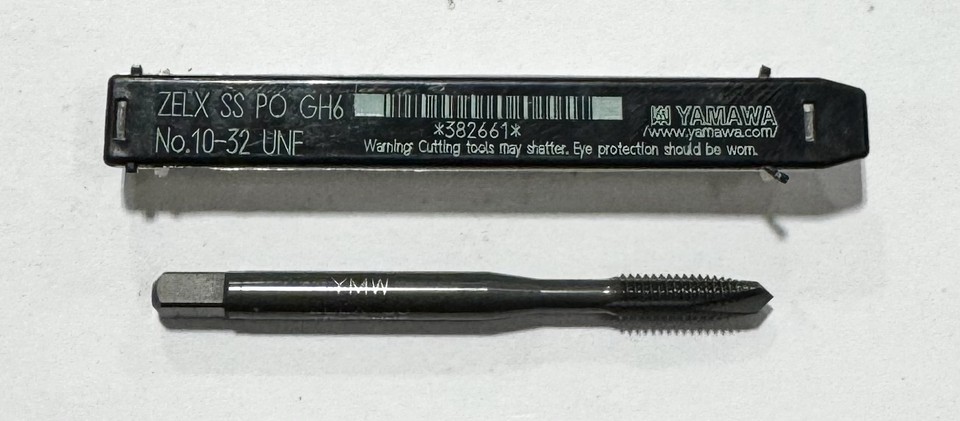 ZELX SS PO GH6
No.10-32 UNF
*382661*
Warning: Cutting tools may shatter. Eye protection should be worn.
YAMAWA
/www.yamawa.com/
YMW